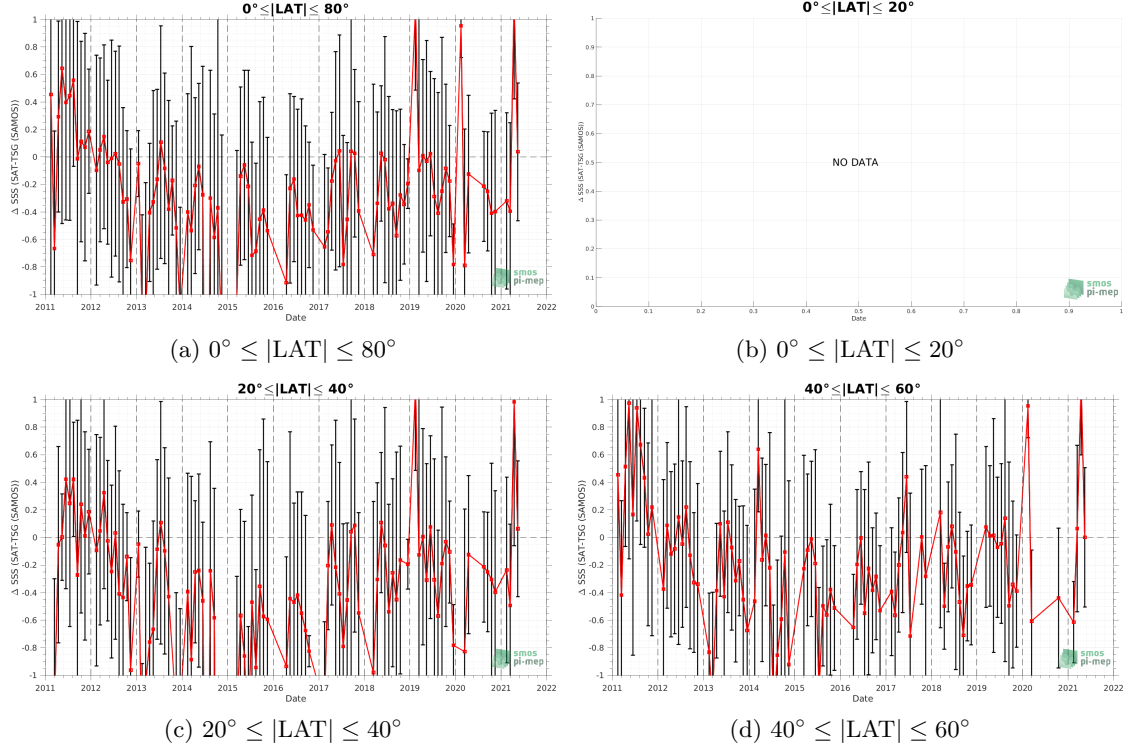 0°≤|LAT|≤ 80°
Δ SSS (SAT-TSG (SAMOS))
1
0.8
0.6
0.4
0.2
0
-0.2
-0.4
-0.6
-0.8
-1
2011 2012 2013 2014 2015 2016 2017 2018 2019 2020 2021 2022
Date
smos
pi-mep
(a) 0° ≤ |LAT| ≤ 80°
0°≤|LAT|≤ 20°
Δ SSS (SAT-TSG (SAMOS))
1
0.9
0.8
0.7
0.6
0.5
0.4
0.3
0.2
0.1
0
NO DATA
0 0.1 0.2 0.3 0.4 0.5 0.6 0.7 0.8 0.9 1
Date
smos
pi-mep
(b) 0° ≤ |LAT| ≤ 20°
20°≤|LAT|≤ 40°
Δ SSS (SAT-TSG (SAMOS))
1
0.8
0.6
0.4
0.2
0
-0.2
-0.4
-0.6
-0.8
-1
2011 2012 2013 2014 2015 2016 2017 2018 2019 2020 2021 2022
Date
smos
pi-mep
(c) 20° ≤ |LAT| ≤ 40°
40°≤|LAT|≤ 60°
Δ SSS (SAT-TSG (SAMOS))
1
0.8
0.6
0.4
0.2
0
-0.2
-0.4
-0.6
-0.8
-1
2011 2012 2013 2014 2015 2016 2017 2018 2019 2020 2021 2022
Date
smos
pi-mep
(d) 40° ≤ |LAT| ≤ 60°